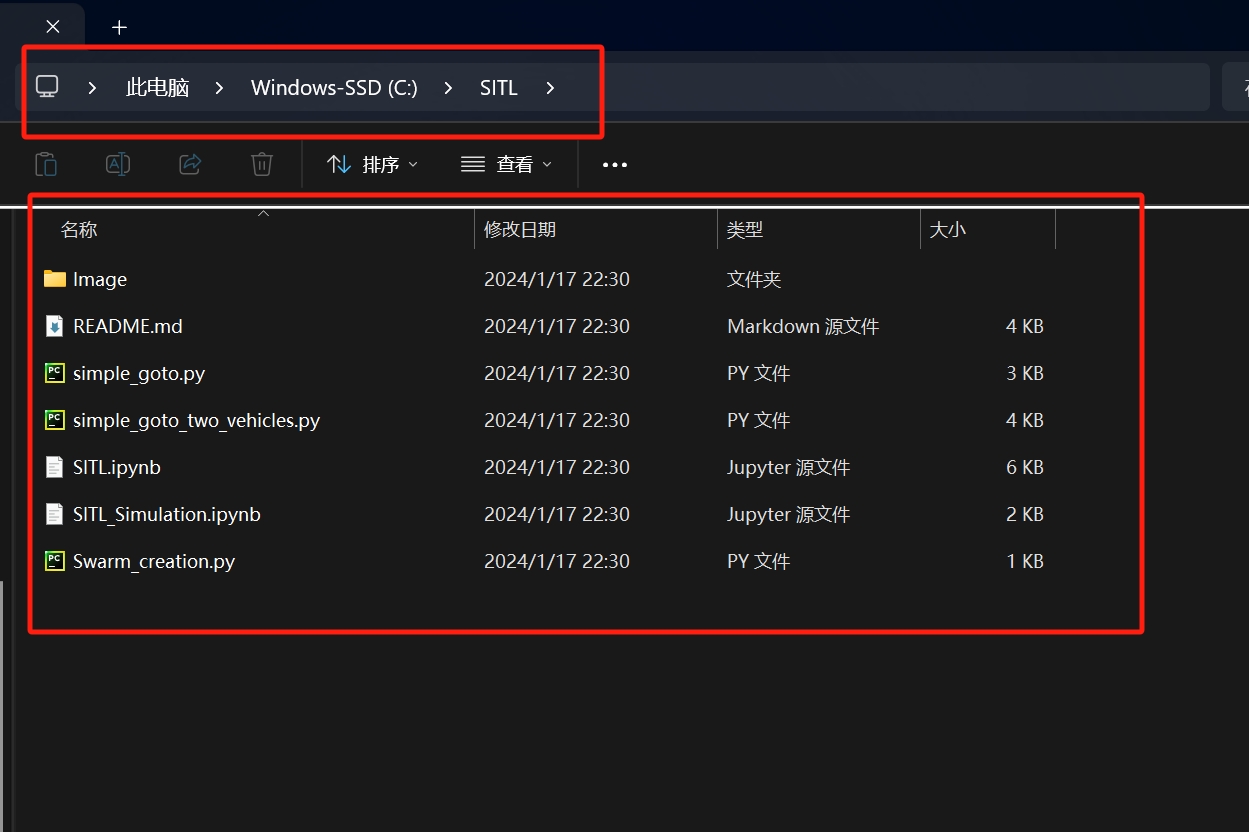 此电脑 Windows-SSD (C:) SITL
排序 查看
名称 修改日期 类型 大小
Image 2024/1/17 22:30 文件夹
README.md 2024/1/17 22:30 Markdown 源文件 4 KB
simple_goto.py 2024/1/17 22:30 PY 文件 3 KB
simple_goto_two_vehicles.py 2024/1/17 22:30 PY 文件 4 KB
SITL.ipynb 2024/1/17 22:30 Jupyter 源文件 6 KB
SITL_Simulation.ipynb 2024/1/17 22:30 Jupyter 源文件 2 KB
Swarm_creation.py 2024/1/17 22:30 PY 文件 1 KB